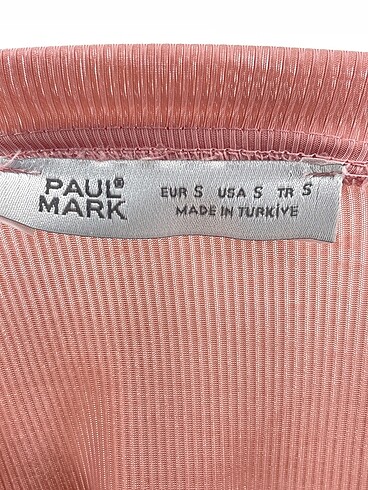 PAUL®
MARK
EUR S USA S TR S
MADE IN TURKİYE